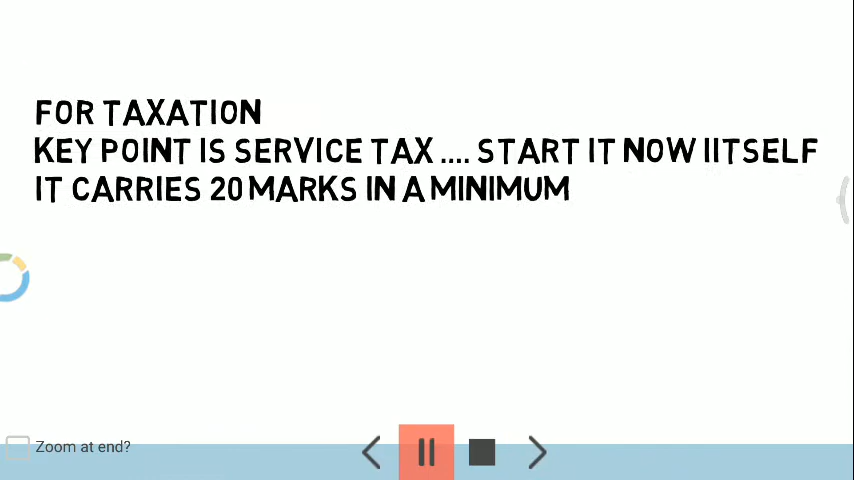 FOR TAXATION
KEY POINT IS SERVICE TAX .... START IT NOW IITSELF
IT CARRIES 20 MARKS IN A MINIMUM
Zoom at end?